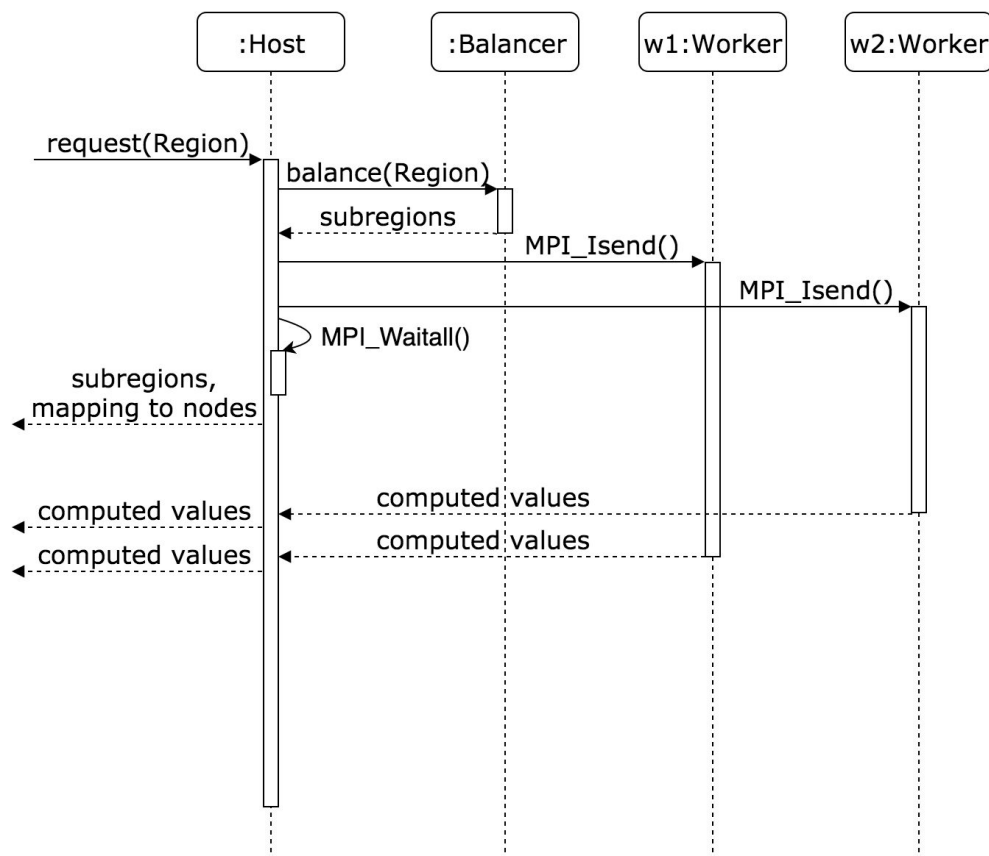 :Host
:Balancer
w1:Worker
w2:Worker
request(Region)
balance(Region)
subregions
MPI_Isend()
MPI_Isend()
MPI_Waitall()
subregions,
mapping to nodes
computed values
computed values
computed values
computed values